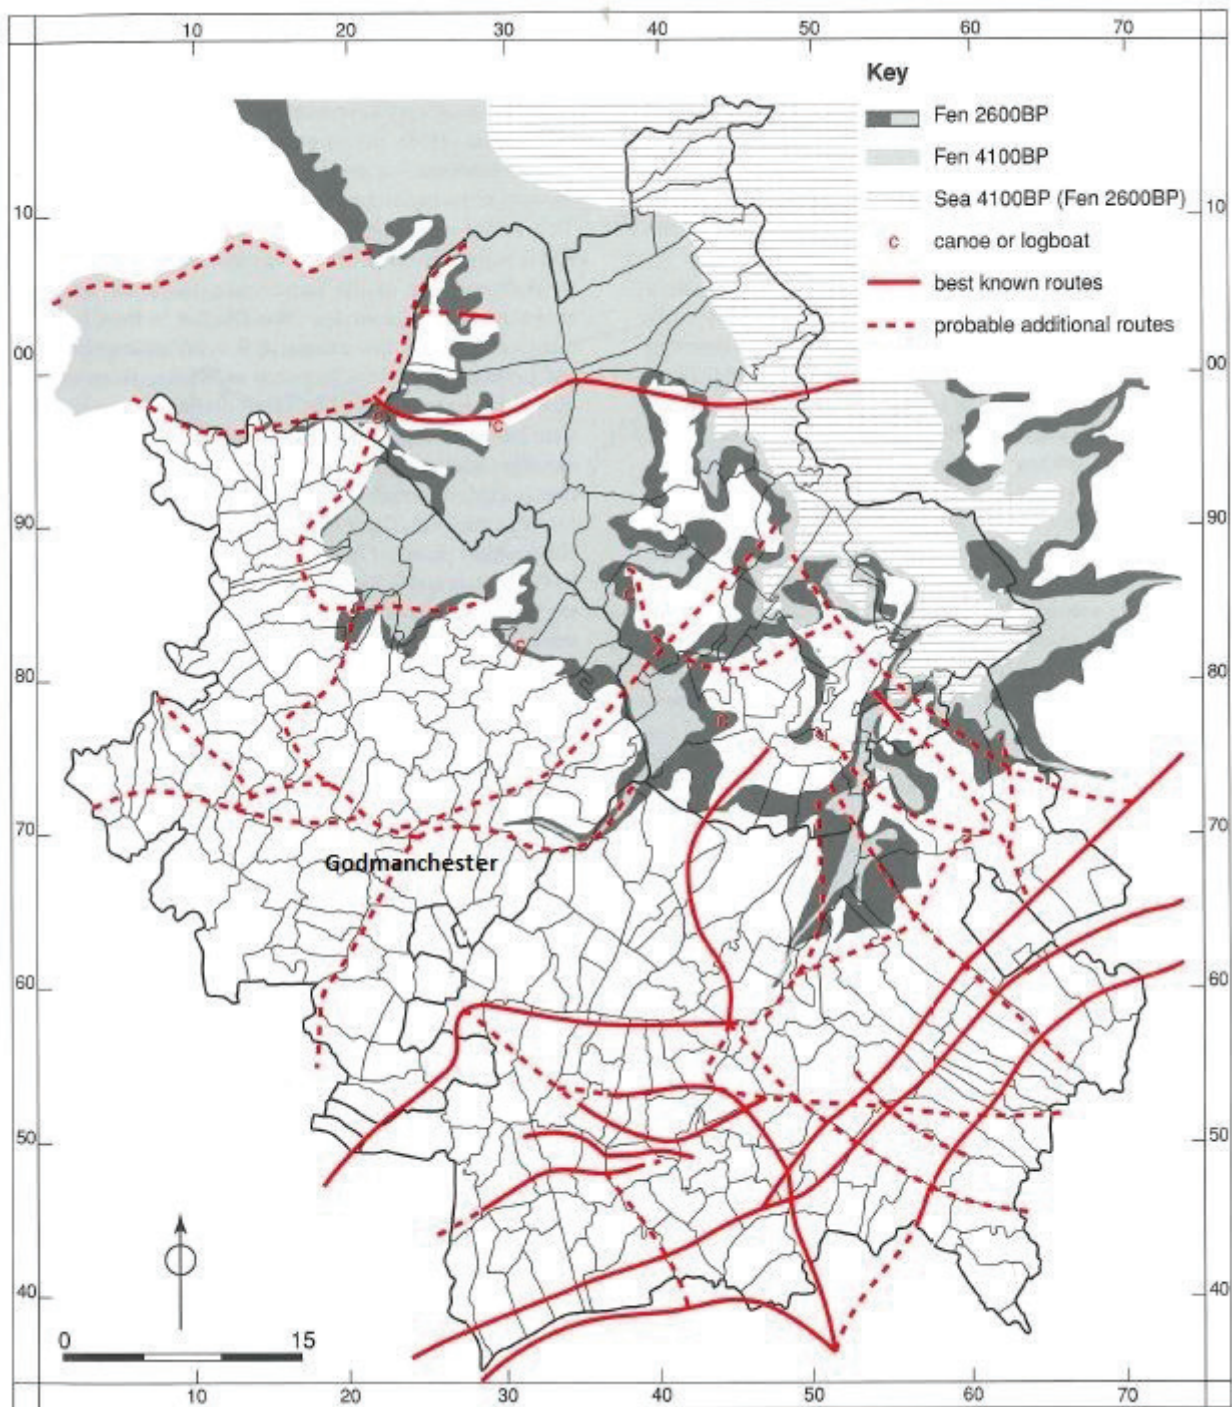 10 20 30 40 50 60 70
Key
Fen 2600BP
Fen 4100BP
Sea 4100BP (Fen 2600BP)
c canoe or logboat
best known routes
probable additional routes
10 10
00 00
c c
90 90
c
c
80 80
c
c
70 70
Godmanchester
60 60
50 50
40 40
0 15
10 20 30 40 50 60 70